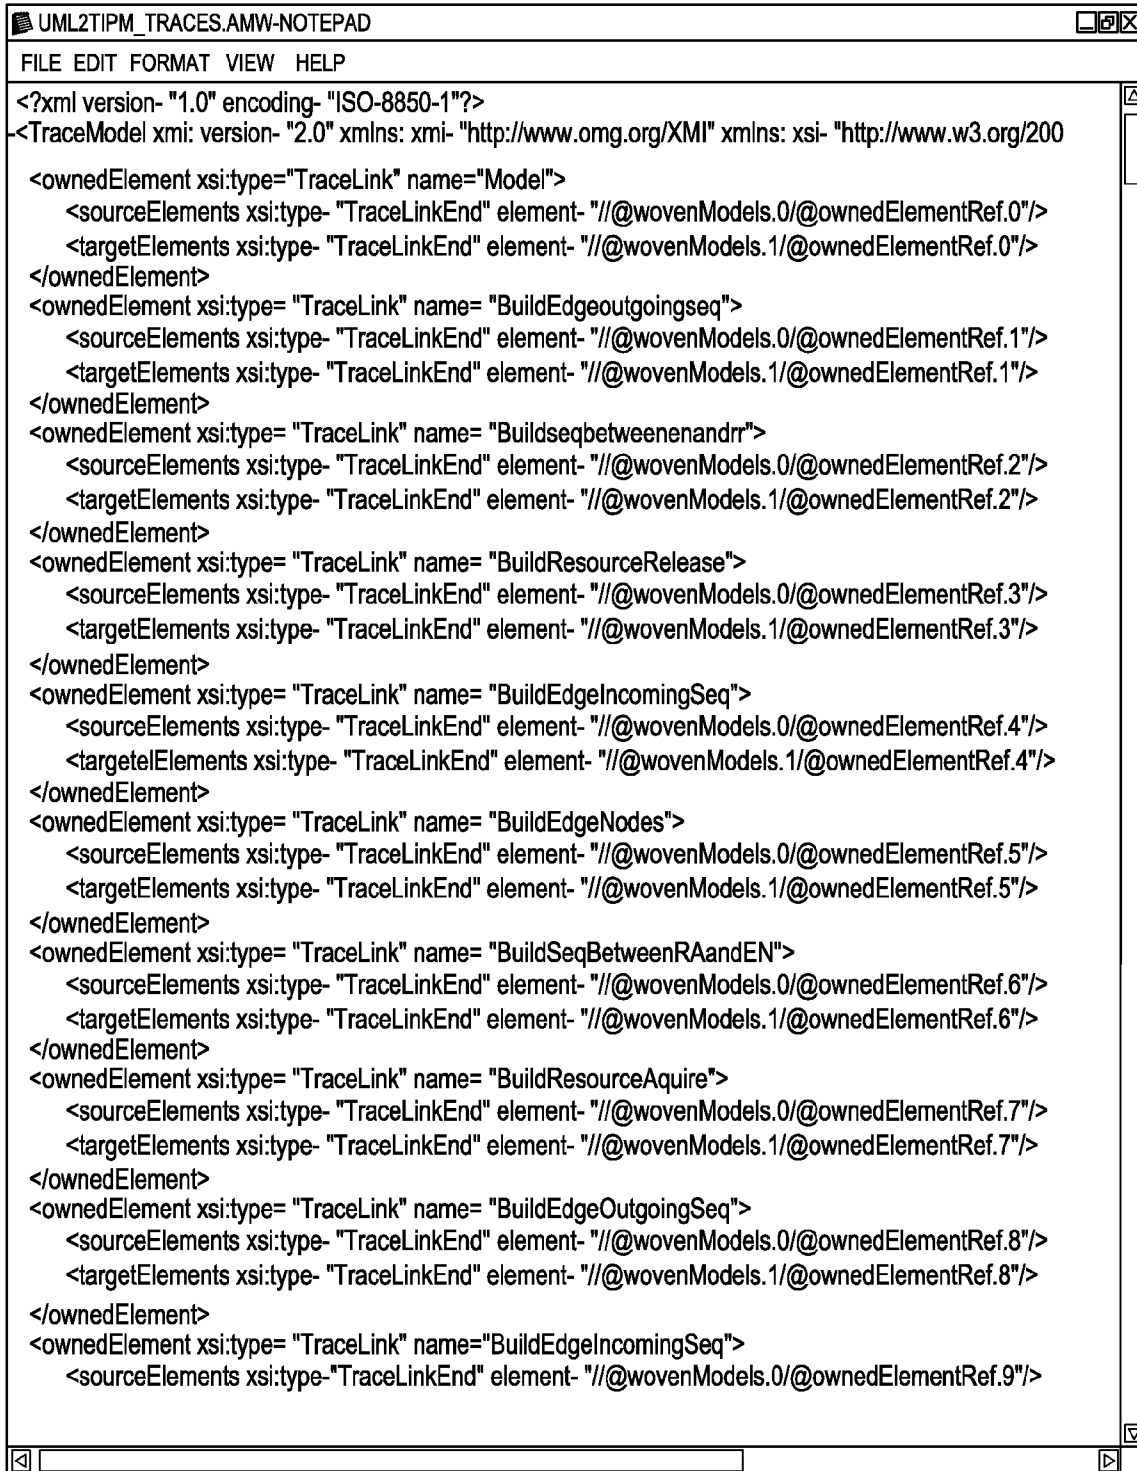 UML2TIPM_TRACES.AMW-NOTEPAD
FILE EDIT FORMAT VIEW HELP
<?xml version- "1.0" encoding- "ISO-8850-1"?>
-<TraceModel xmi: version- "2.0" xmlns: xmi- "http://www.omg.org/XMI" xmlns: xsi- "http://www.w3.org/200
<ownedElement xsi:type="TraceLink" name="Model">
<sourceElements xsi:type- "TraceLinkEnd" element- "//@wovenModels.0/@ownedElementRef.0"/>
<targetElements xsi:type- "TraceLinkEnd" element- "//@wovenModels.1/@ownedElementRef.0"/>
</ownedElement>
<ownedElement xsi:type= "TraceLink" name= "BuildEdgeoutgoingseq">
<sourceElements xsi:type- "TraceLinkEnd" element- "//@wovenModels.0/@ownedElementRef.1"/>
<targetElements xsi:type- "TraceLinkEnd" element- "//@wovenModels.1/@ownedElementRef.1"/>
</ownedElement>
<ownedElement xsi:type= "TraceLink" name= "Buildseqbetweenenandrr">
<sourceElements xsi:type- "TraceLinkEnd" element- "//@wovenModels.0/@ownedElementRef.2"/>
<targetElements xsi:type- "TraceLinkEnd" element- "//@wovenModels.1/@ownedElementRef.2"/>
</ownedElement>
<ownedElement xsi:type= "TraceLink" name= "BuildResourceRelease">
<sourceElements xsi:type- "TraceLinkEnd" element- "//@wovenModels.0/@ownedElementRef.3"/>
<targetElements xsi:type- "TraceLinkEnd" element- "//@wovenModels.1/@ownedElementRef.3"/>
</ownedElement>
<ownedElement xsi:type= "TraceLink" name= "BuildEdgeIncomingSeq">
<sourceElements xsi:type- "TraceLinkEnd" element- "//@wovenModels.0/@ownedElementRef.4"/>
<targetelElements xsi:type- "TraceLinkEnd" element- "//@wovenModels.1/@ownedElementRef.4"/>
</ownedElement>
<ownedElement xsi:type= "TraceLink" name= "BuildEdgeNodes">
<sourceElements xsi:type- "TraceLinkEnd" element- "//@wovenModels.0/@ownedElementRef.5"/>
<targetElements xsi:type- "TraceLinkEnd" element- "//@wovenModels.1/@ownedElementRef.5"/>
</ownedElement>
<ownedElement xsi:type= "TraceLink" name= "BuildSeqBetweenRAandEN">
<sourceElements xsi:type- "TraceLinkEnd" element- "//@wovenModels.0/@ownedElementRef.6"/>
<targetElements xsi:type- "TraceLinkEnd" element- "//@wovenModels.1/@ownedElementRef.6"/>
</ownedElement>
<ownedElement xsi:type= "TraceLink" name= "BuildResourceAquire">
<sourceElements xsi:type- "TraceLinkEnd" element- "//@wovenModels.0/@ownedElementRef.7"/>
<targetElements xsi:type- "TraceLinkEnd" element- "//@wovenModels.1/@ownedElementRef.7"/>
</ownedElement>
<ownedElement xsi:type= "TraceLink" name= "BuildEdgeOutgoingSeq">
<sourceElements xsi:type- "TraceLinkEnd" element- "//@wovenModels.0/@ownedElementRef.8"/>
<targetElements xsi:type- "TraceLinkEnd" element- "//@wovenModels.1/@ownedElementRef.8"/>
</ownedElement>
<ownedElement xsi:type= "TraceLink" name="BuildEdgeIncomingSeq">
<sourceElements xsi:type-"TraceLinkEnd" element- "//@wovenModels.0/@ownedElementRef.9"/>